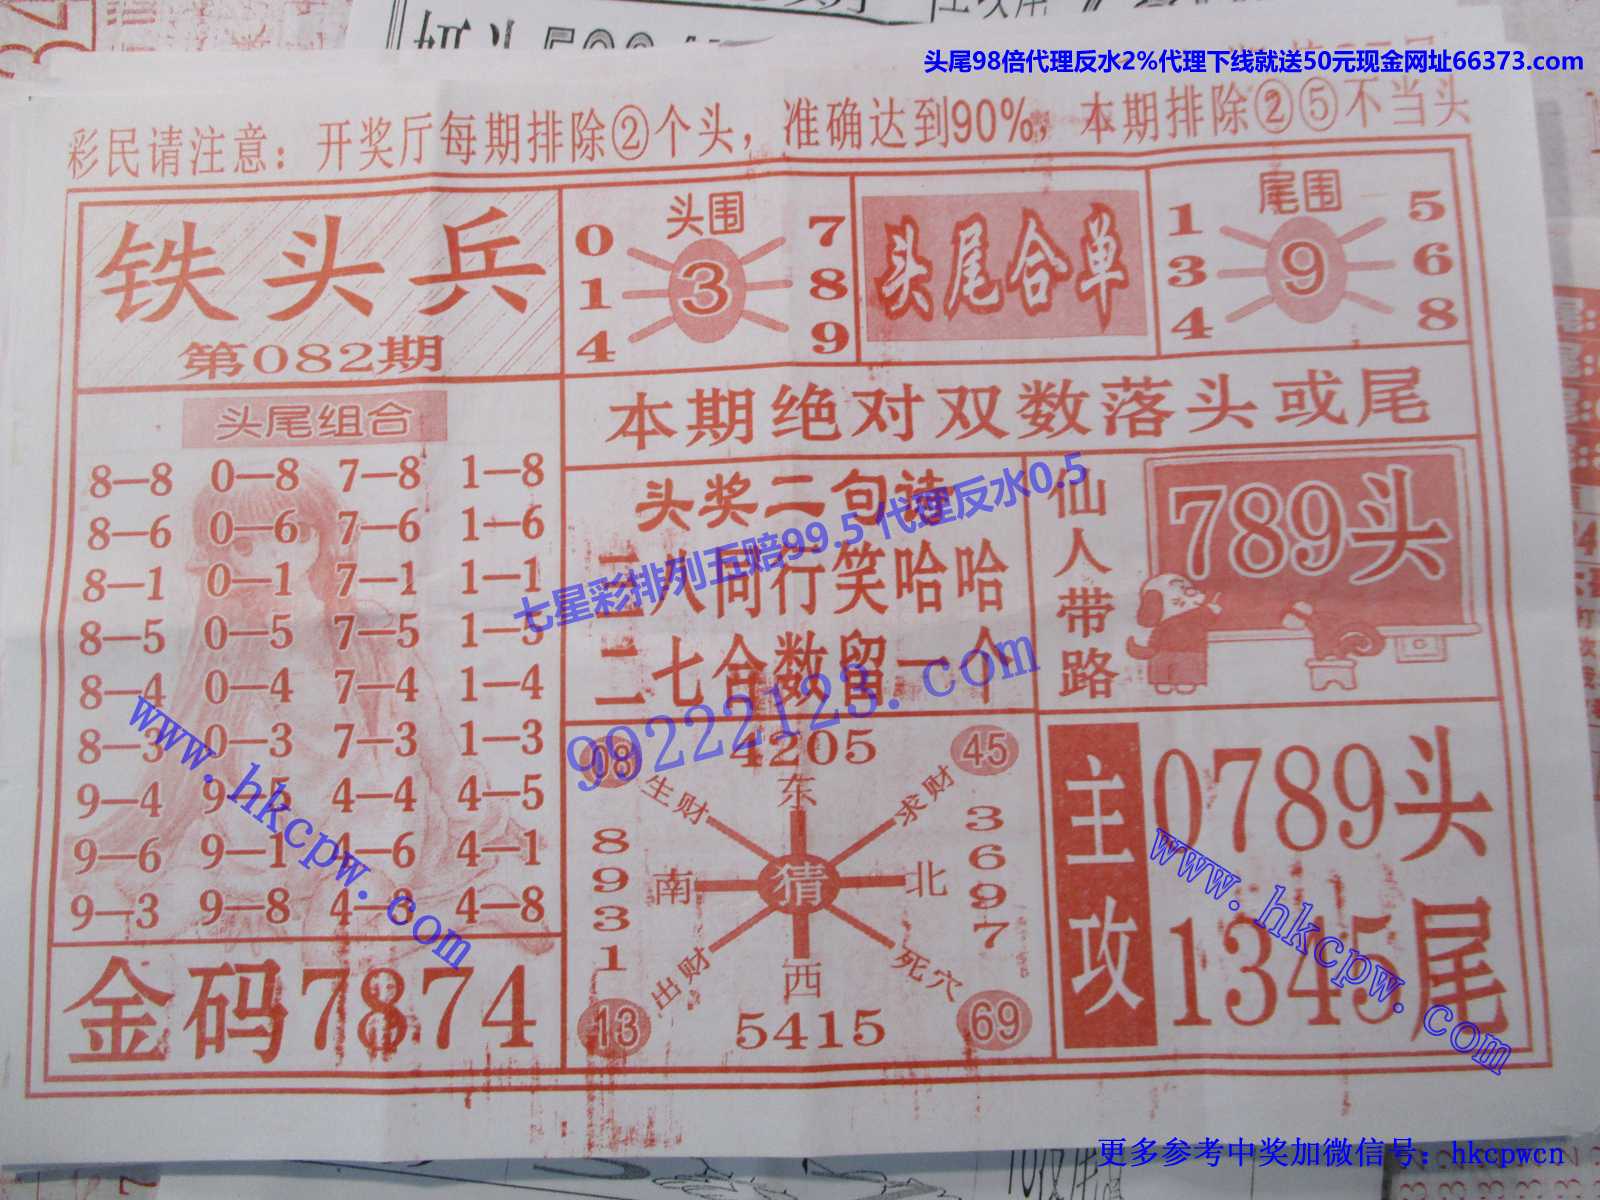 头尾98倍代理反水2%代理下线就送50元现金网址66373.com
彩民请注意：开奖厅每期排除②个头，准确达到90%，本期排除②⑤不当头
铁头兵
第082期
头围
0 7
1 3 8
4 9
头尾合单
尾围
1 5
3 9 6
4 8
本期绝对双数落头或尾
头尾组合
8—8 0—8 7—8 1—8
8—6 0—6 7—6 1—6
8—1 0—1 7—1 1—1
8—5 0—5 7—5 1—5
8—4 0—4 7—4 1—4
8—3 0—3 7—3 1—3
9—4 9—5 4—4 4—5
9—6 9—1 4—6 4—1
9—3 9—8 4—3 4—8
金码7874
头奖二句诗
三八同行笑哈哈
二七合数留一个
七星彩排列五赔99.5 代理反水0.5
99222123.com
仙人带路
789头
08 4205 45
生财 东 求财
8931 南 猜 北 3697
出财 西 死穴
13 5415 69
主攻
0789头
1345尾
www.hkcpw.com
www.hkcpw.com
更多参考中奖加微信号：hkcpwcn